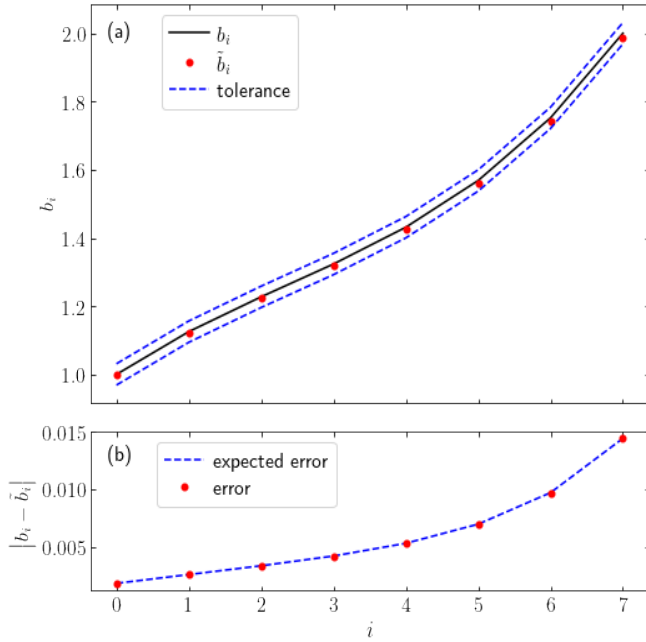 (a)
b_i
b̃_i
tolerance
2.0
1.8
1.6
1.4
1.2
1.0
b_i
(b)
expected error
error
0.015
0.010
0.005
|b_i − b̃_i|
0 1 2 3 4 5 6 7
i